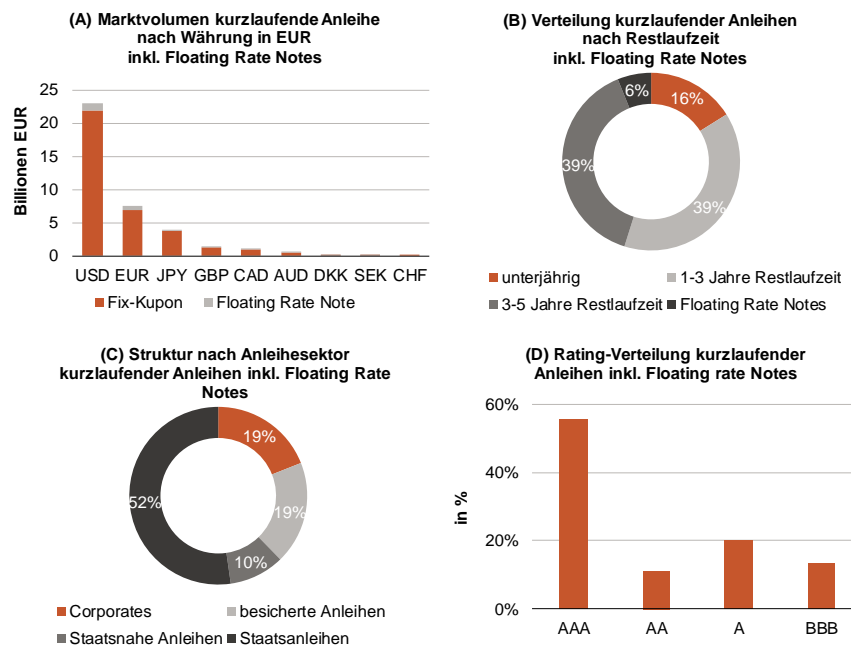 (A) Marktvolumen kurzlaufende Anleihe
nach Währung in EUR
inkl. Floating Rate Notes
Billionen EUR
25
20
15
10
5
0
USD EUR JPY GBP CAD AUD DKK SEK CHF
Fix-Kupon Floating Rate Note
(B) Verteilung kurzlaufender Anleihen
nach Restlaufzeit
inkl. Floating Rate Notes
6%
16%
39%
39%
unterjährig 1-3 Jahre Restlaufzeit
3-5 Jahre Restlaufzeit Floating Rate Notes
(C) Struktur nach Anleihesektor
kurzlaufender Anleihen inkl. Floating Rate
Notes
19%
52%
19%
10%
Corporates besicherte Anleihen
Staatsnahe Anleihen Staatsanleihen
(D) Rating-Verteilung kurzlaufender
Anleihen inkl. Floating rate Notes
in %
60%
40%
20%
0%
AAA AA A BBB